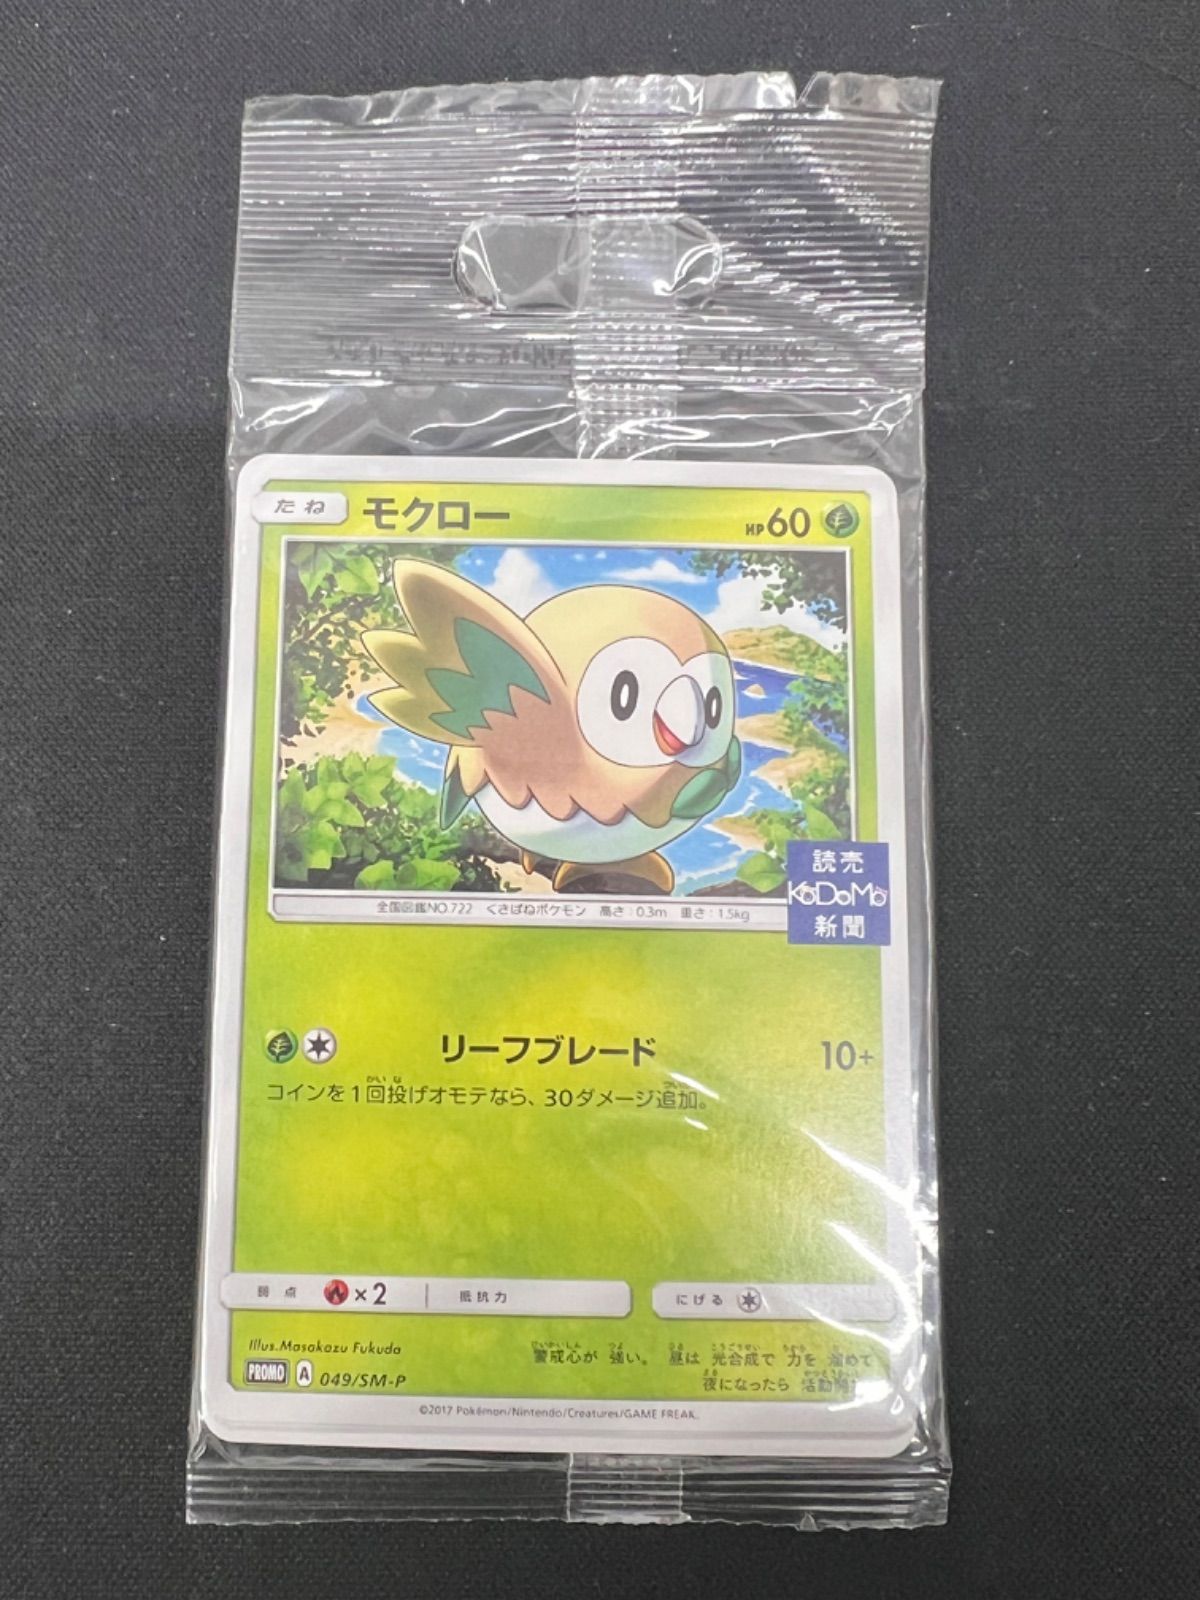 たね モクロー HP60
全国図鑑NO.722 くさばねポケモン 高さ:0.3m 重さ:1.5kg
読売
KoDoMo
新聞
リーフブレード 10+
コインを1回投げオモテなら、30ダメージ追加。
弱点 ×2 抵抗力 にげる
Illus.Masakazu Fukuda
警戒心が 強い。 昼は 光合成で 力を 溜めて
夜になったら 活動開
PROMO A 049/SM-P
©2017 Pokémon/Nintendo/Creatures/GAME FREAK.